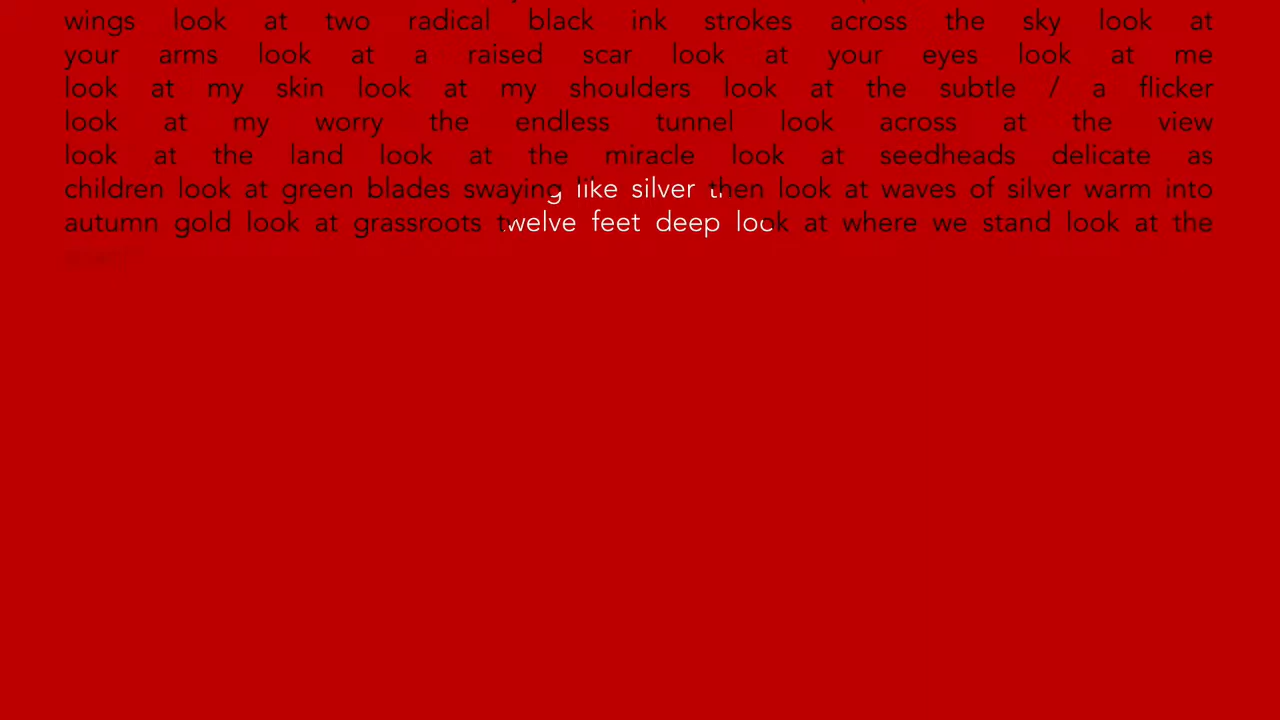 wings look at two radical black ink strokes across the sky look at
your arms look at a raised scar look at your eyes look at me
look at my skin look at my shoulders look at the subtle / a flicker
look at my worry the endless tunnel look across at the view
look at the land look at the miracle look at seedheads delicate as
children look at green blades swaying like silver then look at waves of silver warm into
autumn gold look at grassroots twelve feet deep look at where we stand look at the